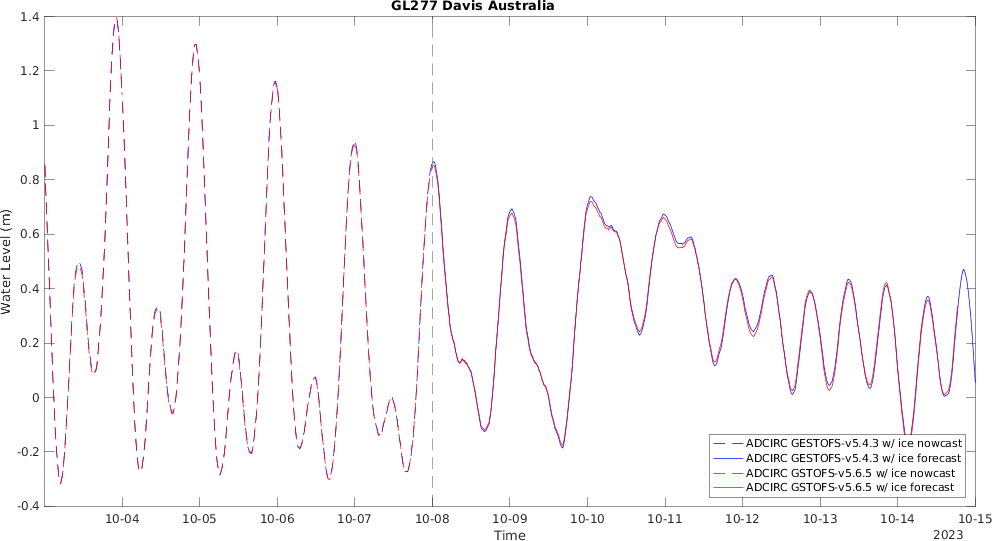 GL277 Davis Australia
1.4
1.2
1
0.8
0.6
0.4
0.2
0
-0.2
-0.4
Water Level (m)
10-04 10-05 10-06 10-07 10-08 10-09 10-10 10-11 10-12 10-13 10-14 10-15
Time
2023
ADCIRC GESTOFS-v5.4.3 w/ ice nowcast
ADCIRC GESTOFS-v5.4.3 w/ ice forecast
ADCIRC GSTOFS-v5.6.5 w/ ice nowcast
ADCIRC GSTOFS-v5.6.5 w/ ice forecast